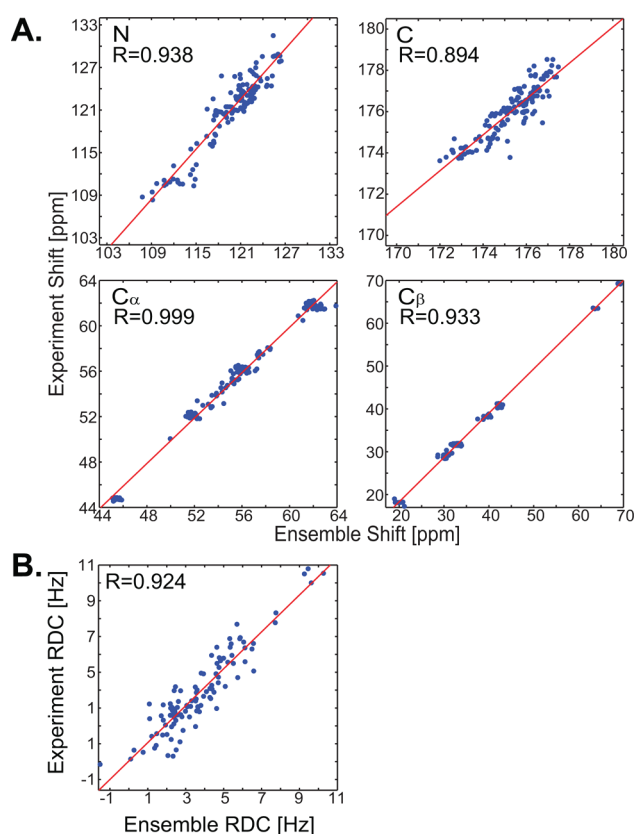 A.
N
R=0.938
133
127
121
115
109
103
103 109 115 121 127 133
C
R=0.894
180
178
176
174
172
170
170 172 174 176 178 180
Experiment Shift [ppm]
Cα
R=0.999
64
60
56
52
48
44
44 48 52 56 60 64
Cβ
R=0.933
70
60
50
40
30
20
20 30 40 50 60 70
Ensemble Shift [ppm]
B.
R=0.924
Experiment RDC [Hz]
11
9
7
5
1
1
-1
-1 1 3 5 7 9 11
Ensemble RDC [Hz]